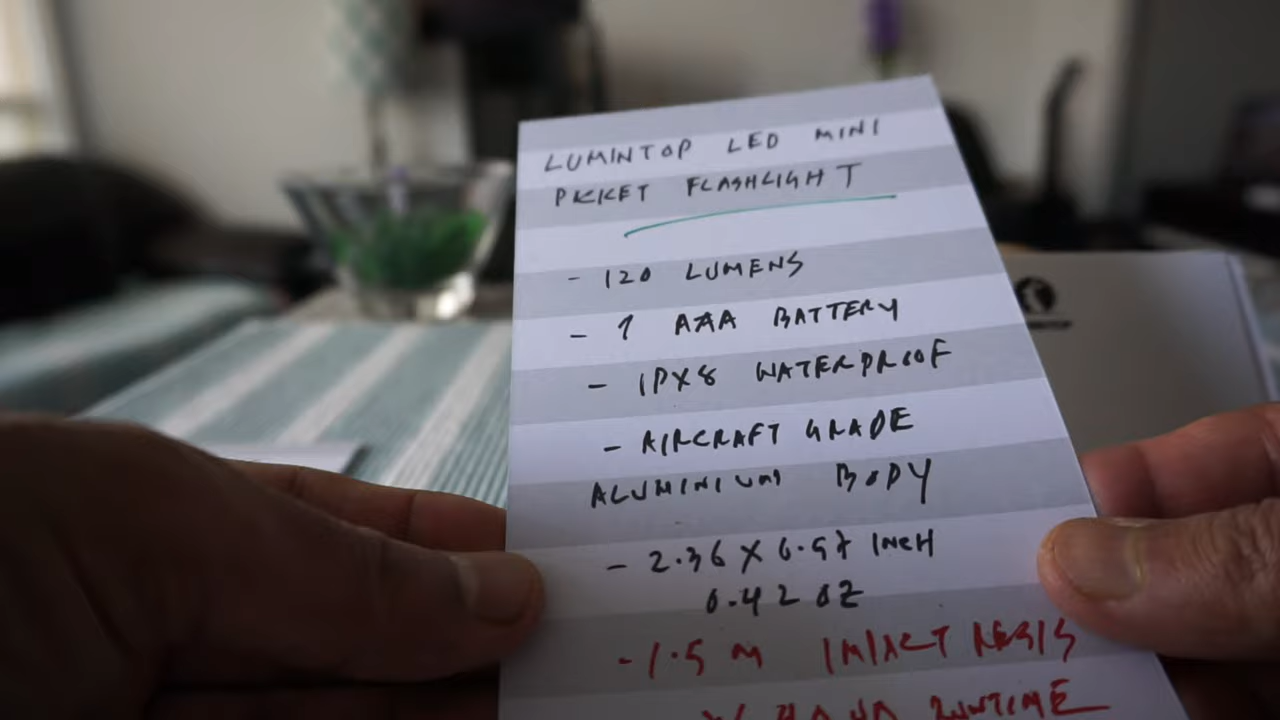 LUMINTOP LED MINI
POCKET FLASHLIGHT
- 120 LUMENS
- 1 AAA BATTERY
- IPX8 WATERPROOF
- AIRCRAFT GRADE
ALUMINIUM BODY
- 2.36 X 0.57 INCH
0.42 OZ
- 1.5 M IMPACT RESIS
RUNTIME